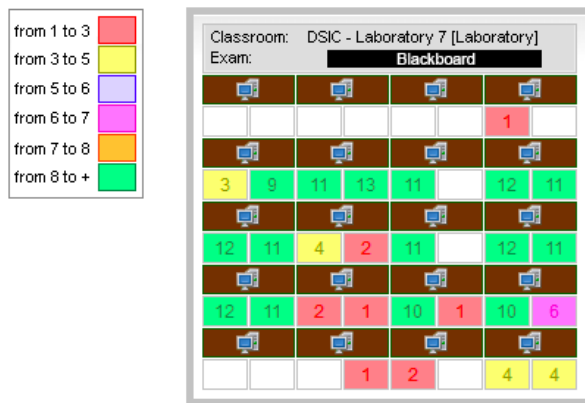 from 1 to 3
from 3 to 5
from 5 to 6
from 6 to 7
from 7 to 8
from 8 to +
Classroom: DSIC - Laboratory 7 [Laboratory]
Exam: Blackboard
1
3 9 11 13 11 12 11
12 11 4 2 11 12 11
12 11 2 1 10 1 10 6
1 2 4 4